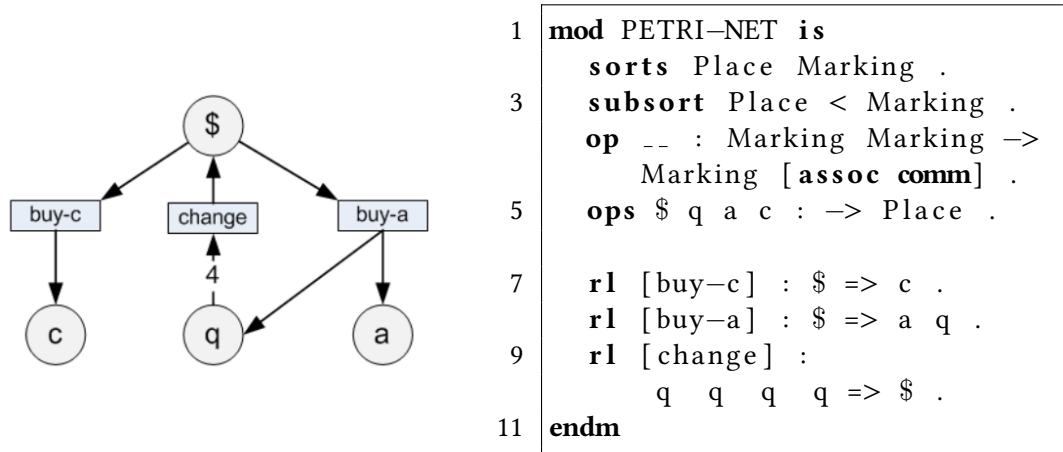 $
buy-c
change
buy-a
4
c
q
a
1 mod PETRI-NET is
sorts Place Marking .
3 subsort Place < Marking .
op __ : Marking Marking ->
Marking [assoc comm] .
5 ops $ q a c : -> Place .
7 rl [buy-c] : $ => c .
rl [buy-a] : $ => a q .
9 rl [change] :
q q q q => $ .
11 endm